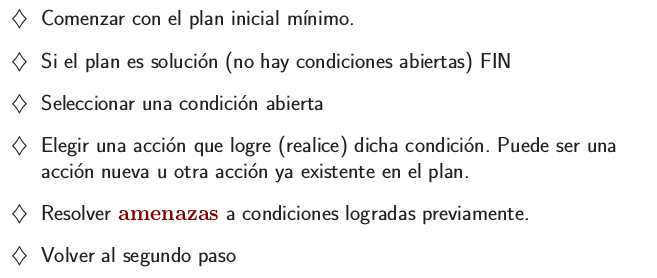 ♢ Comenzar con el plan inicial mínimo.
♢ Si el plan es solución (no hay condiciones abiertas) FIN
♢ Seleccionar una condición abierta
♢ Elegir una acción que logre (realice) dicha condición. Puede ser una
acción nueva u otra acción ya existente en el plan.
♢ Resolver amenazas a condiciones logradas previamente.
♢ Volver al segundo paso